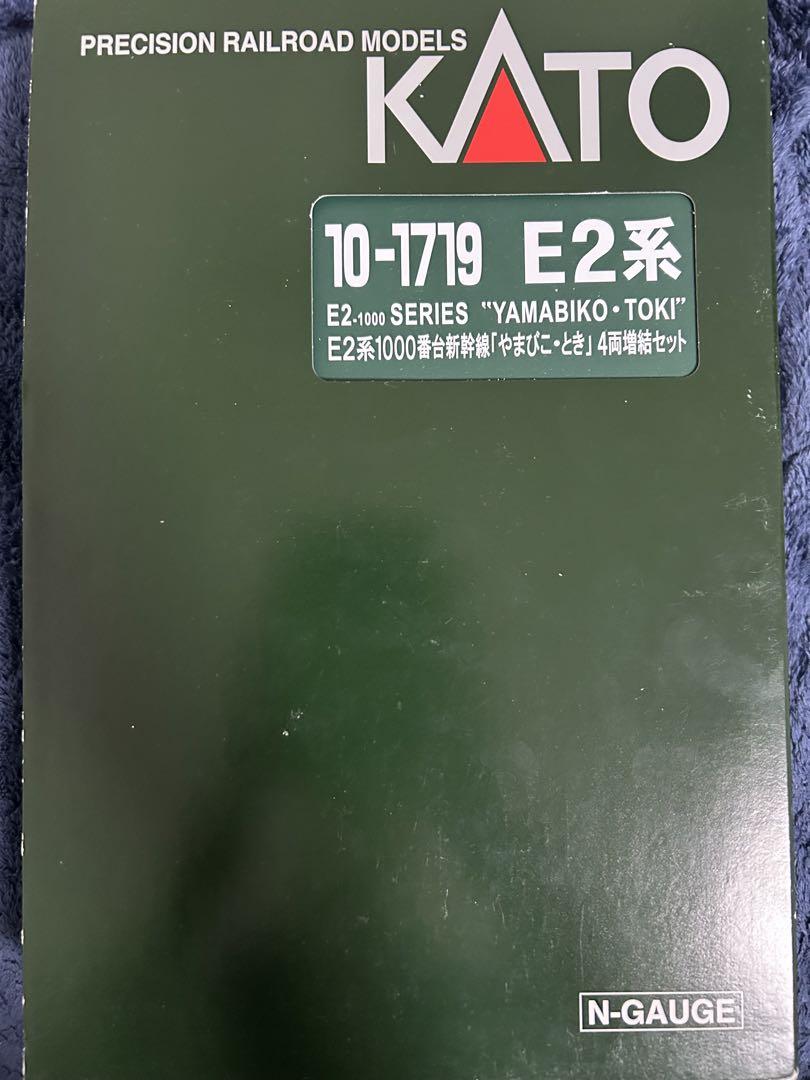 PRECISION RAILROAD MODELS
KATO
10-1719 E2系
E2-1000 SERIES “YAMABIKO・TOKI”
E2系1000番台新幹線「やまびこ・とき」4両増結セット
N-GAUGE